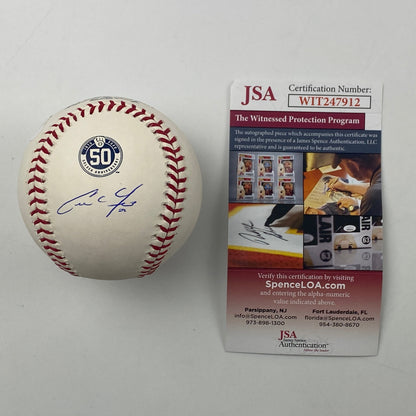 50
JSA
Certification Number:
WIT247912
The Witnessed Protection Program
The autographed piece which accompanies this certificate was
signed in the presence of a James Spence Authentication, LLC
representative and is guaranteed to be authentic.
Verify this certification by visiting
SpenceLOA.com
and entering the alpha-numeric
value indicated above.
Parsippany, NJ
info@SpenceLOA.com
973-898-1300
Fort Lauderdale, FL
florida@SpenceLOA.com
954-380-8670
JSA
James Spence
Authentication